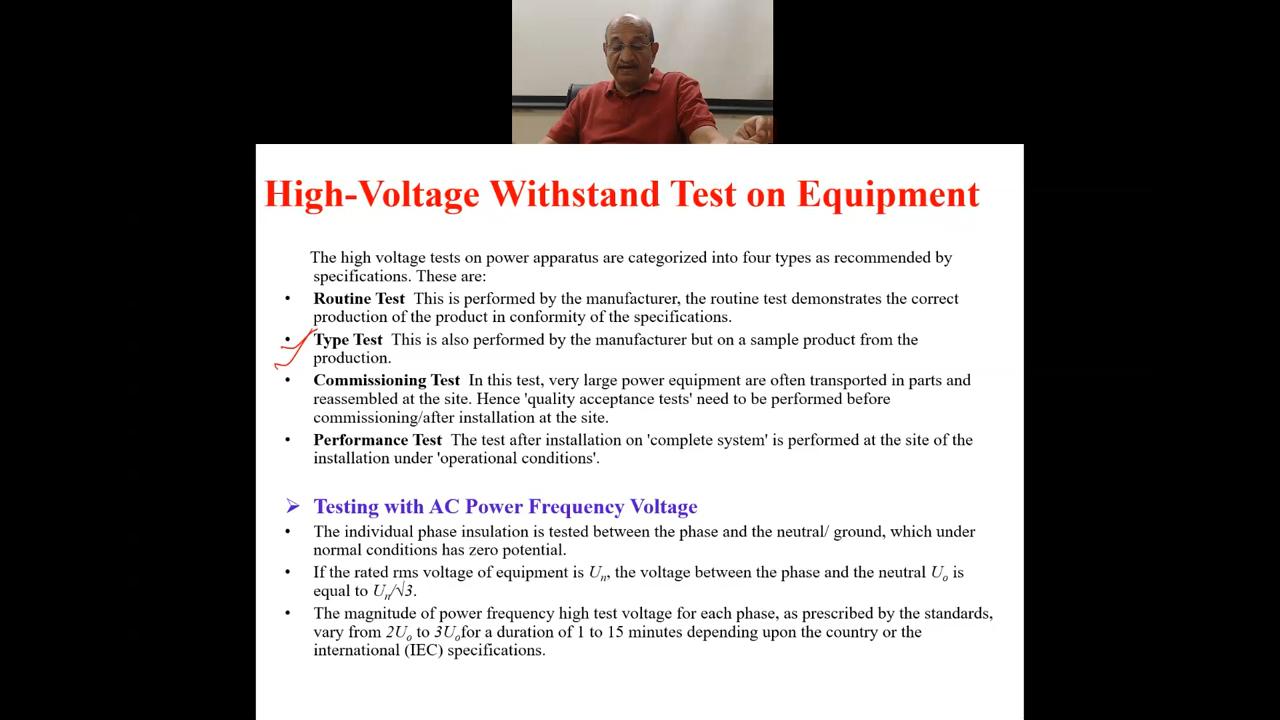 High-Voltage Withstand Test on Equipment
The high voltage tests on power apparatus are categorized into four types as recommended by
specifications. These are:
• Routine Test This is performed by the manufacturer, the routine test demonstrates the correct
production of the product in conformity of the specifications.
• Type Test This is also performed by the manufacturer but on a sample product from the
production.
• Commissioning Test In this test, very large power equipment are often transported in parts and
reassembled at the site. Hence 'quality acceptance tests' need to be performed before
commissioning/after installation at the site.
• Performance Test The test after installation on 'complete system' is performed at the site of the
installation under 'operational conditions'.
➢ Testing with AC Power Frequency Voltage
• The individual phase insulation is tested between the phase and the neutral/ ground, which under
normal conditions has zero potential.
• If the rated rms voltage of equipment is Uₙ, the voltage between the phase and the neutral Uₒ is
equal to Uₙ/√3.
• The magnitude of power frequency high test voltage for each phase, as prescribed by the standards,
vary from 2Uₒ to 3Uₒfor a duration of 1 to 15 minutes depending upon the country or the
international (IEC) specifications.